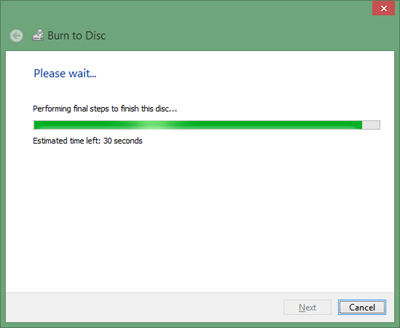 Burn to Disc
Please wait...
Performing final steps to finish this disc...
Estimated time left: 30 seconds
Next Cancel